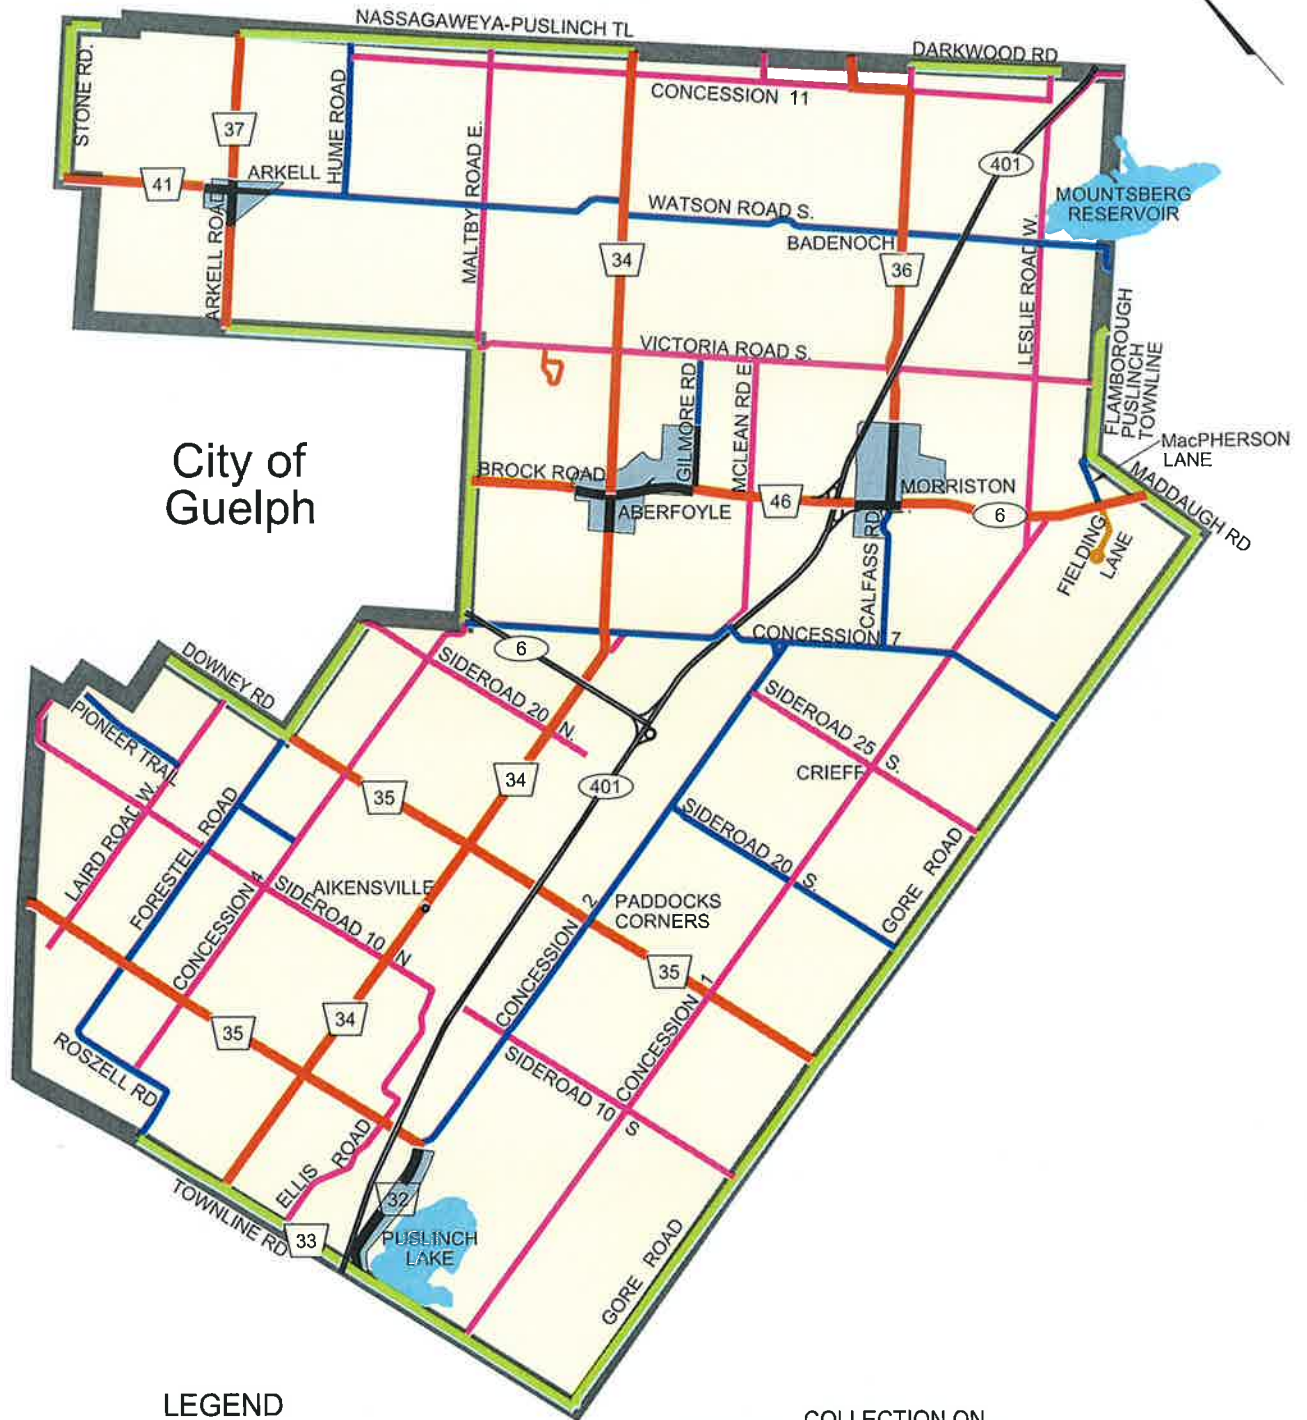 NASSAGAWEYA-PUSLINCH TL
DARKWOOD RD
STONE RD.
37
HUME ROAD
CONCESSION 11
401
41
ARKELL
MALTBY ROAD E.
MOUNTSBERG
RESERVOIR
WATSON ROAD S.
BADENOCH
ARKELL ROAD
34
36
LESLIE ROAD W.
VICTORIA ROAD S.
FLAMBOROUGH
PUSLINCH
TOWNLINE
GILMORE RD
MCLEAN RD E
City of
Guelph
MacPHERSON
LANE
BROCK ROAD
46
MORRISTON
MADDAUGH RD
ABERFOYLE
6
CALFASS RD
FIELDING
LANE
CONCESSION 7
6
DOWNEY RD
SIDEROAD 20 N.
SIDEROAD 25 S.
PIONEER TRAIL
CRIEFF
34
401
35
LAIRD ROAD W.
FORESTEL ROAD
SIDEROAD 20 S.
GORE ROAD
AIKENSVILLE
CONCESSION 4
SIDEROAD 10 N
PADDOCKS
CORNERS
CONCESSION 2
35
CONCESSION 1
34
35
ROSZELL RD
SIDEROAD 10 S
ELLIS ROAD
TOWNLINE RD
32
33
PUSLINCH
LAKE
GORE ROAD
LEGEND
COLLECTION ON